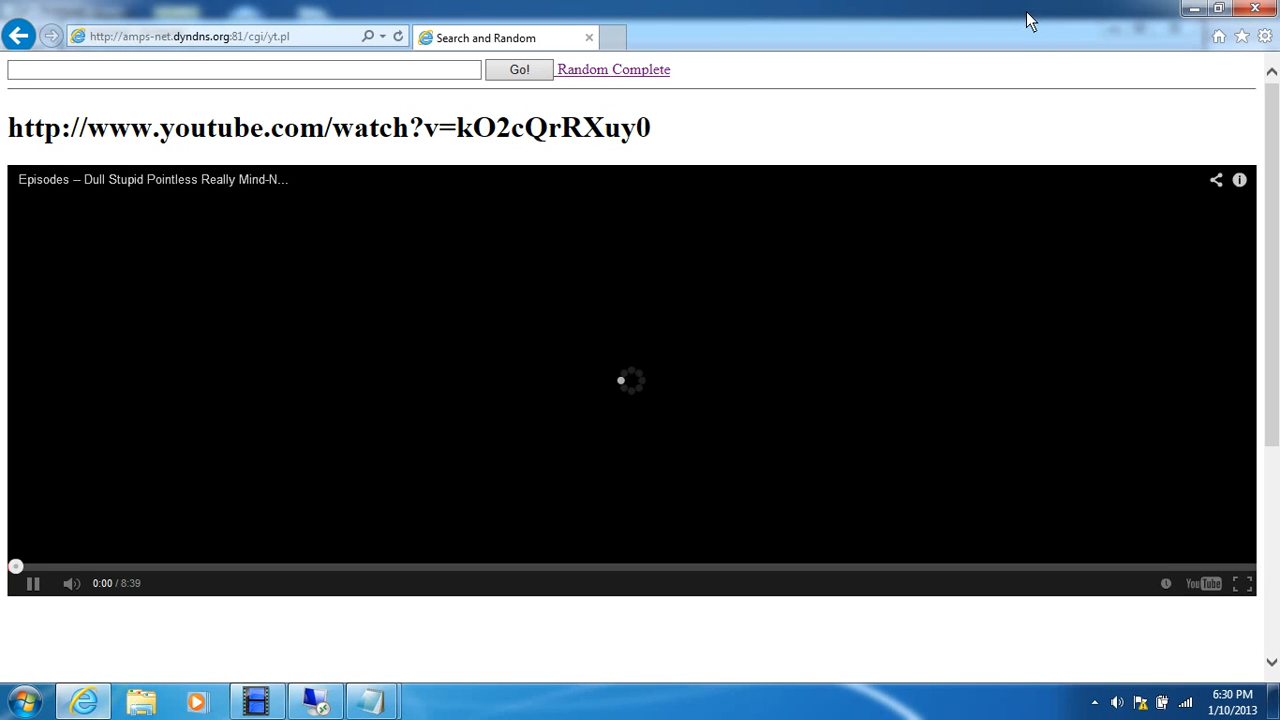 http://amps-net.dyndns.org:81/cgi/yt.pl
Search and Random
Go!
Random Complete
http://www.youtube.com/watch?v=kO2cQrRXuy0
Episodes – Dull Stupid Pointless Really Mind-N...
0:00 / 8:39
YouTube
6:30 PM
1/10/2013